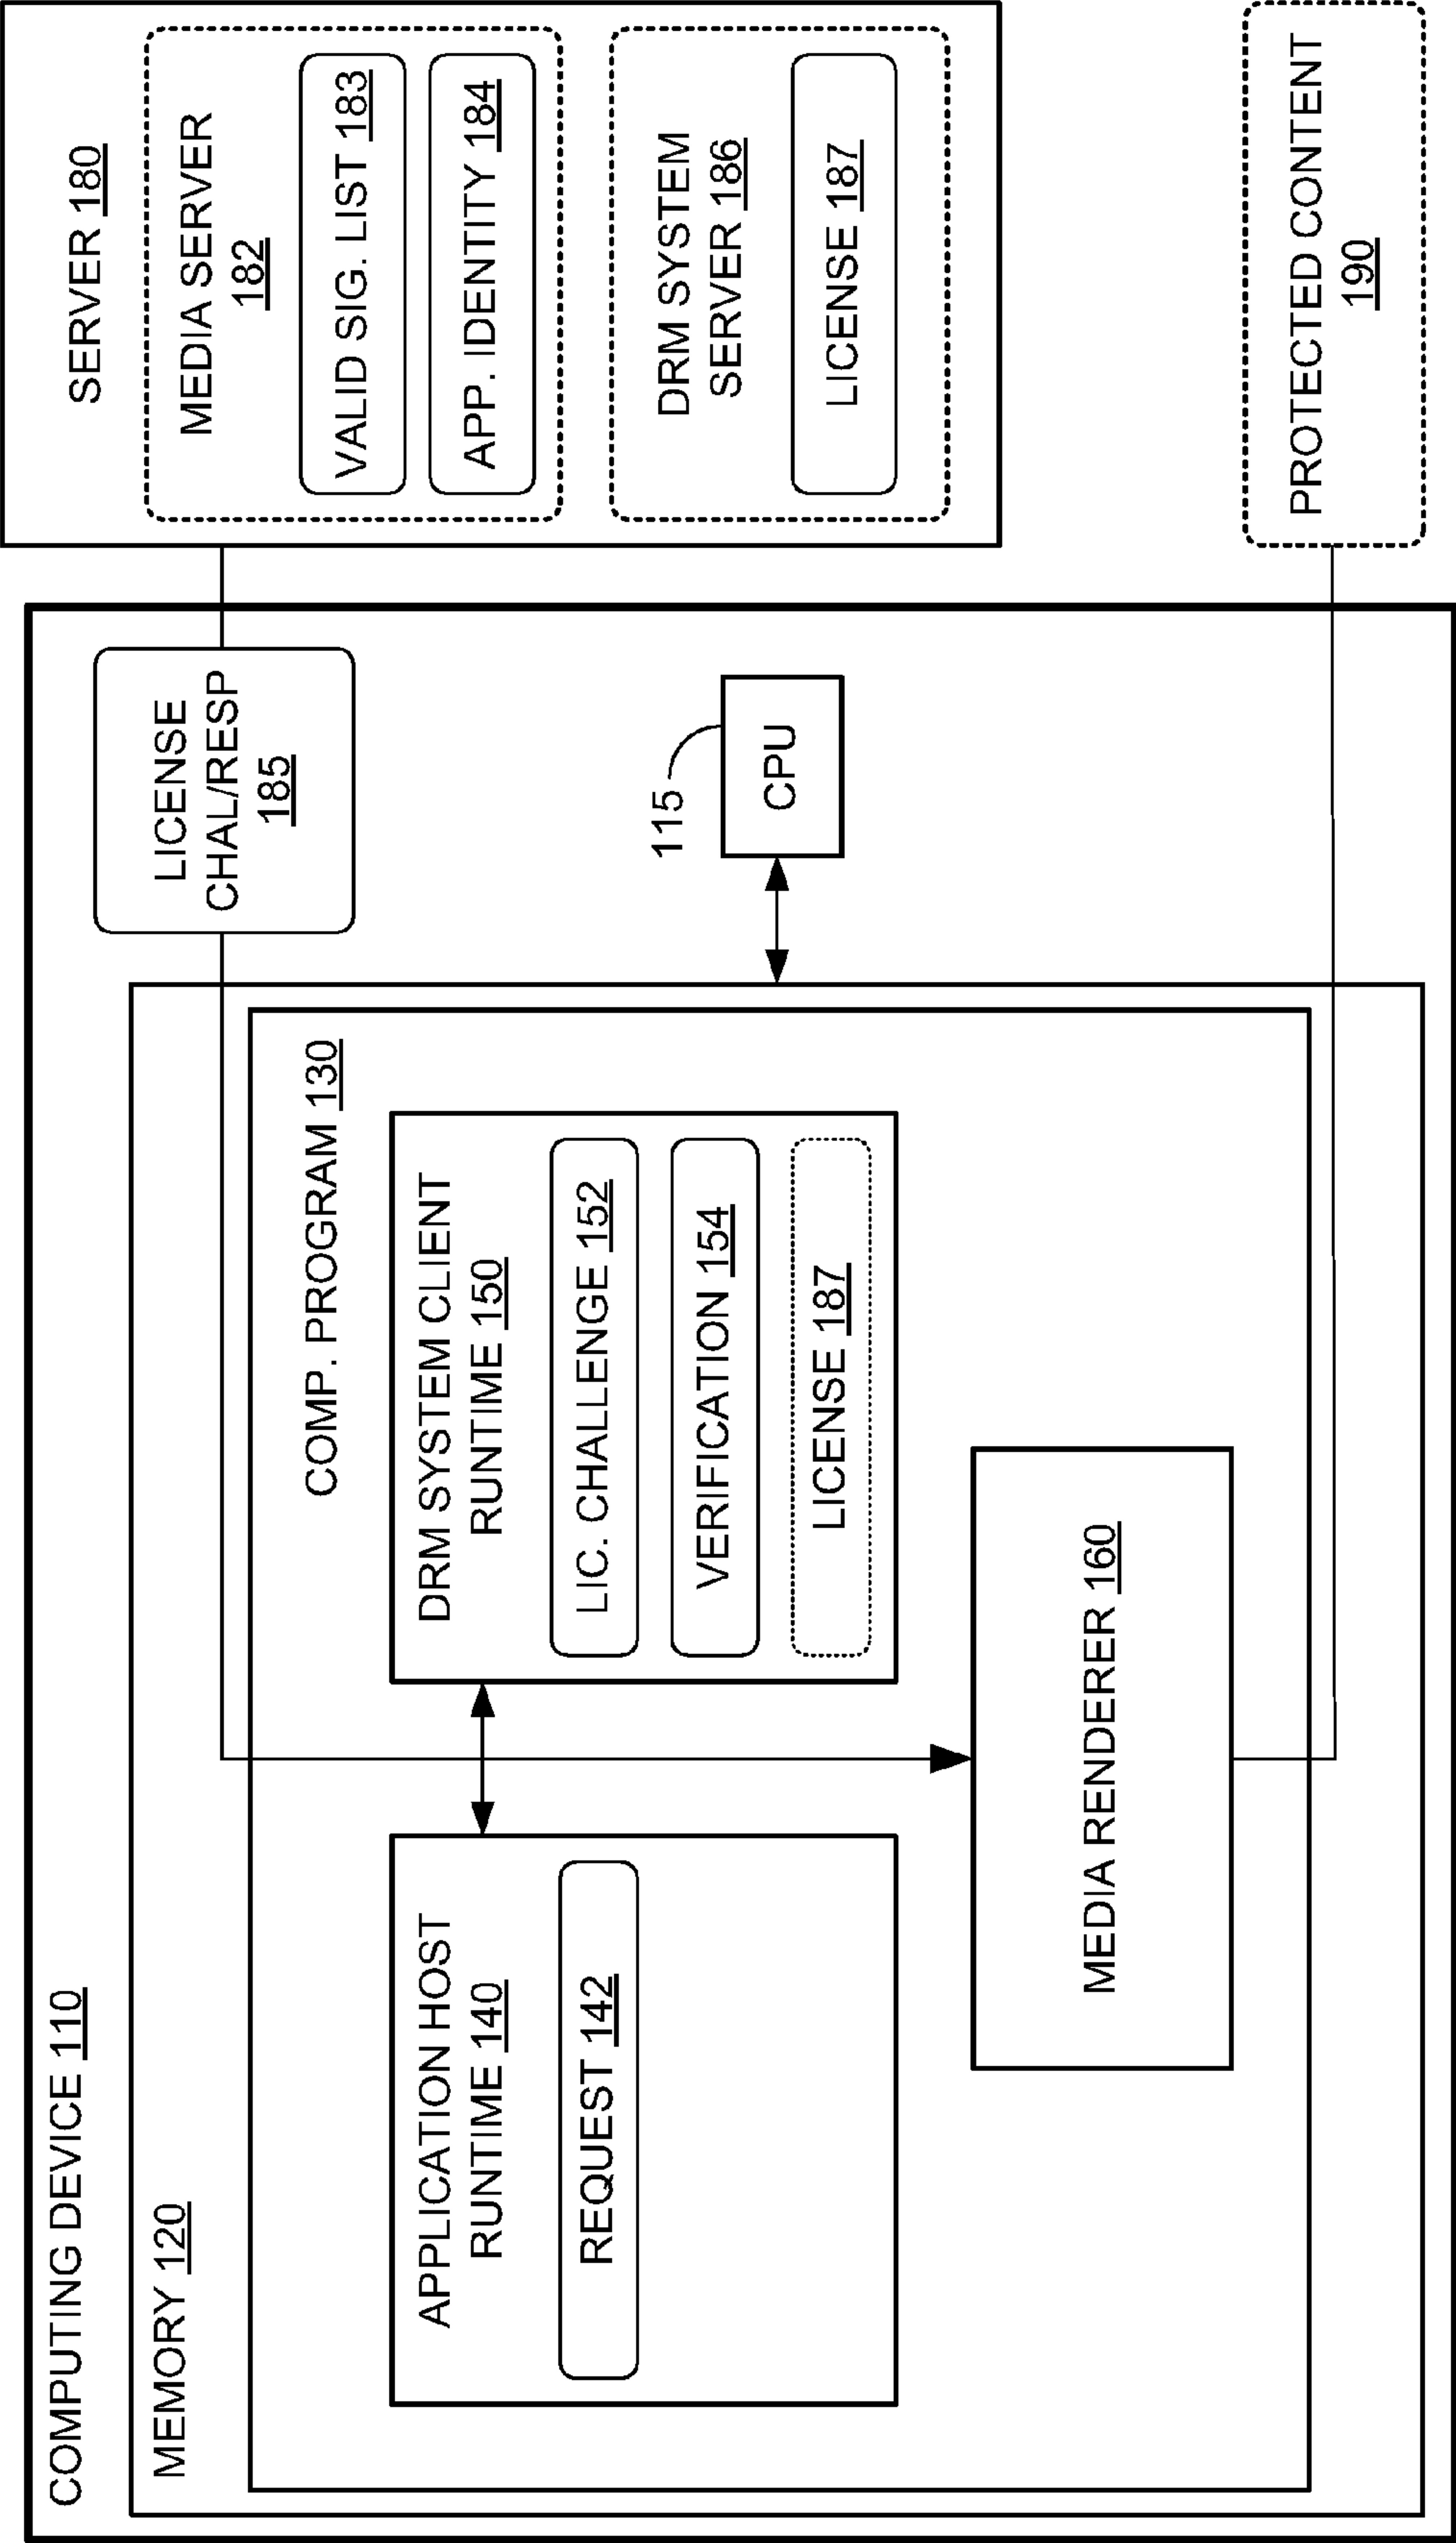 COMPUTING DEVICE 110
MEMORY 120
COMP. PROGRAM 130
APPLICATION HOST
RUNTIME 140
REQUEST 142
DRM SYSTEM CLIENT
RUNTIME 150
LIC. CHALLENGE 152
VERIFICATION 154
LICENSE 187
MEDIA RENDERER 160
LICENSE
CHAL/RESP
185
115
CPU
SERVER 180
MEDIA SERVER
182
VALID SIG. LIST 183
APP. IDENTITY 184
DRM SYSTEM
SERVER 186
LICENSE 187
PROTECTED CONTENT
190